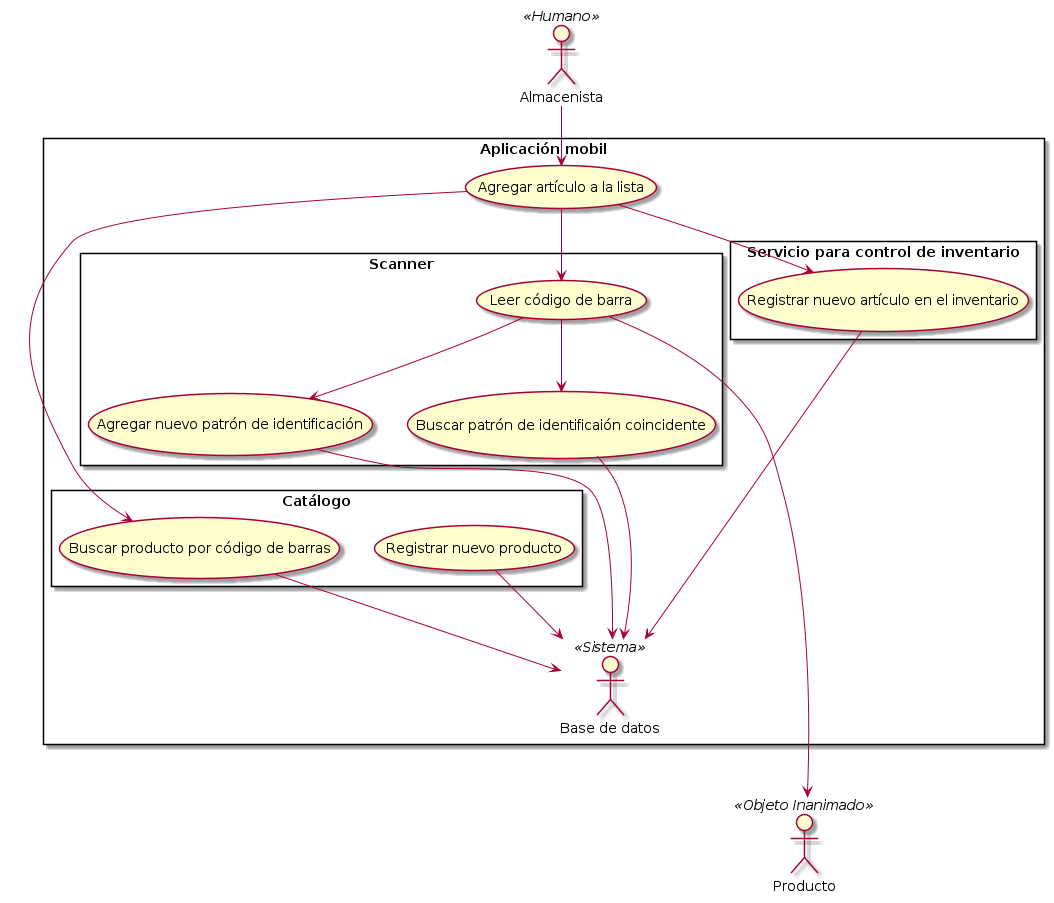 «Humano»
Almacenista
Aplicación mobil
Agregar artículo a la lista
Servicio para control de inventario
Scanner
Leer código de barra
Registrar nuevo artículo en el inventario
Agregar nuevo patrón de identificación
Buscar patrón de identificaión coincidente
Catálogo
Buscar producto por código de barras
Registrar nuevo producto
«Sistema»
Base de datos
«Objeto Inanimado»
Producto